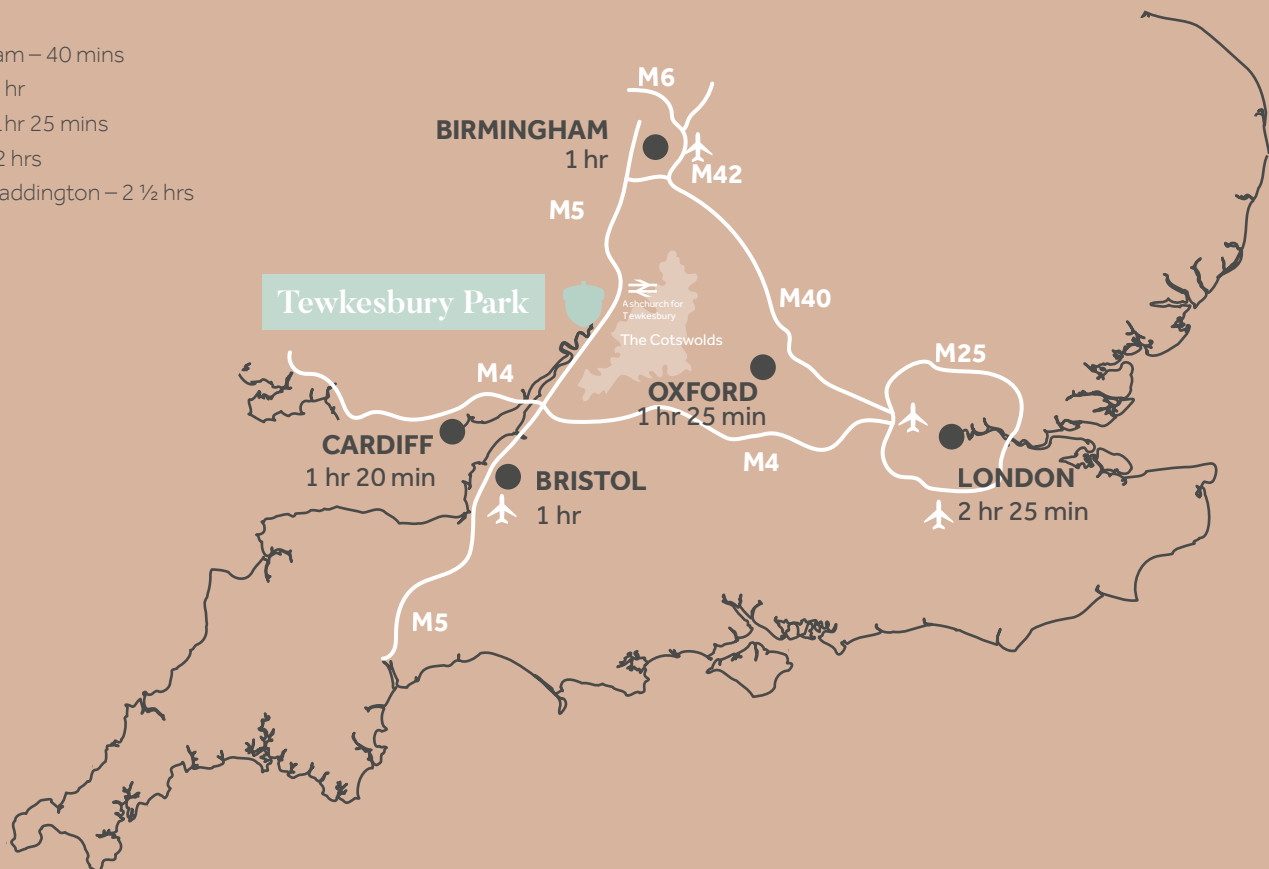 am – 40 mins
hr
hr 25 mins
2 hrs
addington – 2 ½ hrs
M6
BIRMINGHAM
1 hr
M42
M5
Tewkesbury Park
Ashchurch for
Tewkesbury
The Cotswolds
M40
M25
M4
OXFORD
1 hr 25 min
CARDIFF
1 hr 20 min
M4
BRISTOL
1 hr
LONDON
2 hr 25 min
M5